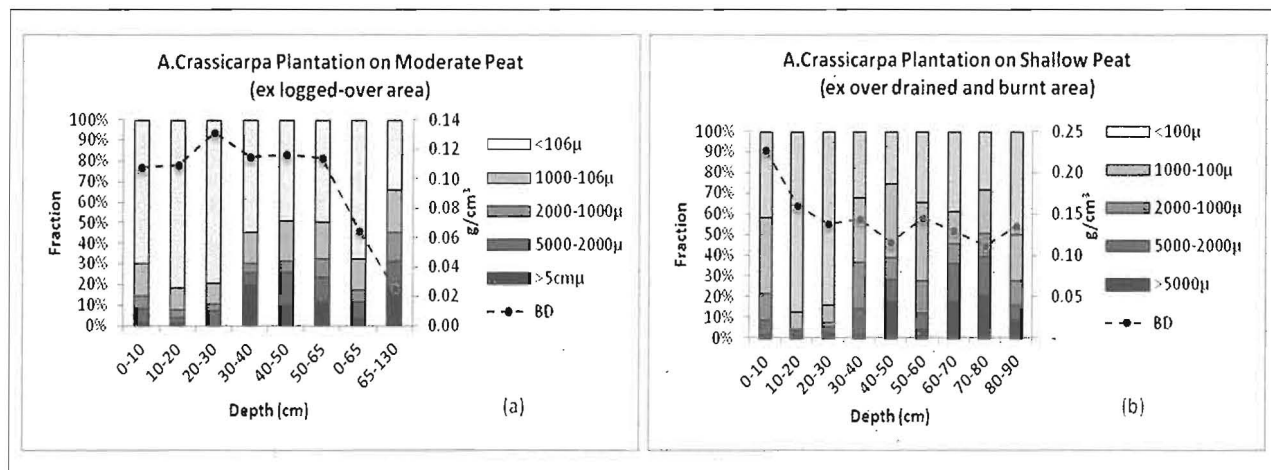 A.Crassicarpa Plantation on Moderate Peat
(ex logged-over area)
100%
90%
80%
70%
60%
50%
40%
30%
20%
10%
0%
Fraction
0.14
0.12
0.10
0.08
0.06
0.04
0.02
0.00
g/cm³
<106µ
1000-106µ
2000-1000µ
5000-2000µ
>5cmµ
BD
0-10
10-20
20-30
30-40
40-50
50-65
0-65
65-130
Depth (cm)
(a)
A.Crassicarpa Plantation on Shallow Peat
(ex over drained and burnt area)
100%
90%
80%
70%
60%
50%
40%
30%
20%
10%
0%
Fraction
0.25
0.20
0.15
0.10
0.05
g/cm³
<100µ
1000-100µ
2000-1000µ
5000-2000µ
>5000µ
BD
0-10
10-20
20-30
30-40
40-50
50-60
60-70
70-80
80-90
Depth (cm)
(b)